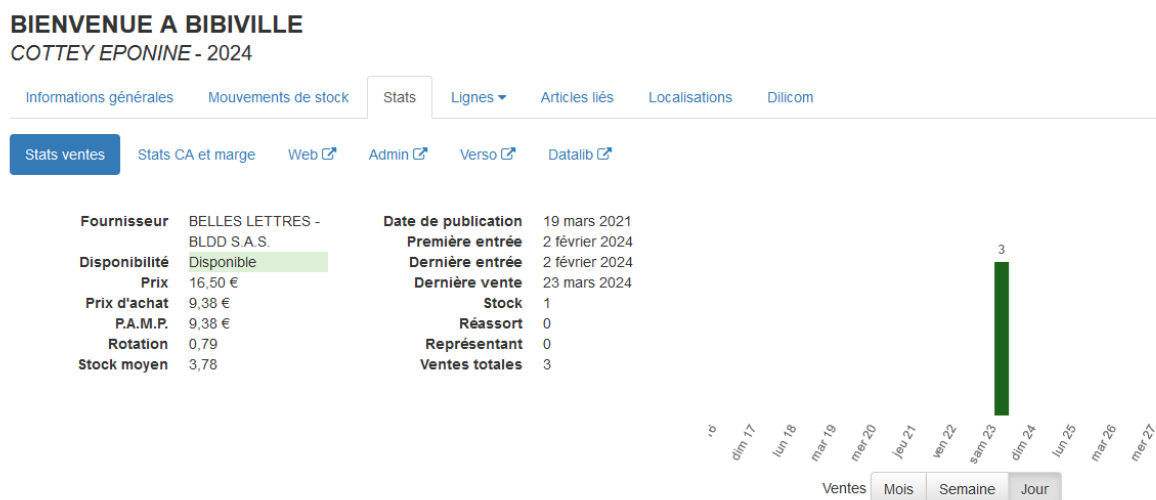 BIENVENUE A BIBIVILLE
COTTEY EPONINE - 2024
Informations générales Mouvements de stock Stats Lignes Articles liés Localisations Dilicom
Stats ventes Stats CA et marge Web Admin Verso Datalib
Fournisseur BELLES LETTRES - BLDD S.A.S.
Disponibilité Disponible
Prix 16,50 €
Prix d'achat 9,38 €
P.A.M.P. 9,38 €
Rotation 0,79
Stock moyen 3,78
Date de publication 19 mars 2021
Première entrée 2 février 2024
Dernière entrée 2 février 2024
Dernière vente 23 mars 2024
Stock 1
Réassort 0
Représentant 0
Ventes totales 3
3
dim 17 lun 18 mar 19 mer 20 jeu 21 ven 22 sam 23 dim 24 lun 25 mar 26 mer 27
Ventes Mois Semaine Jour